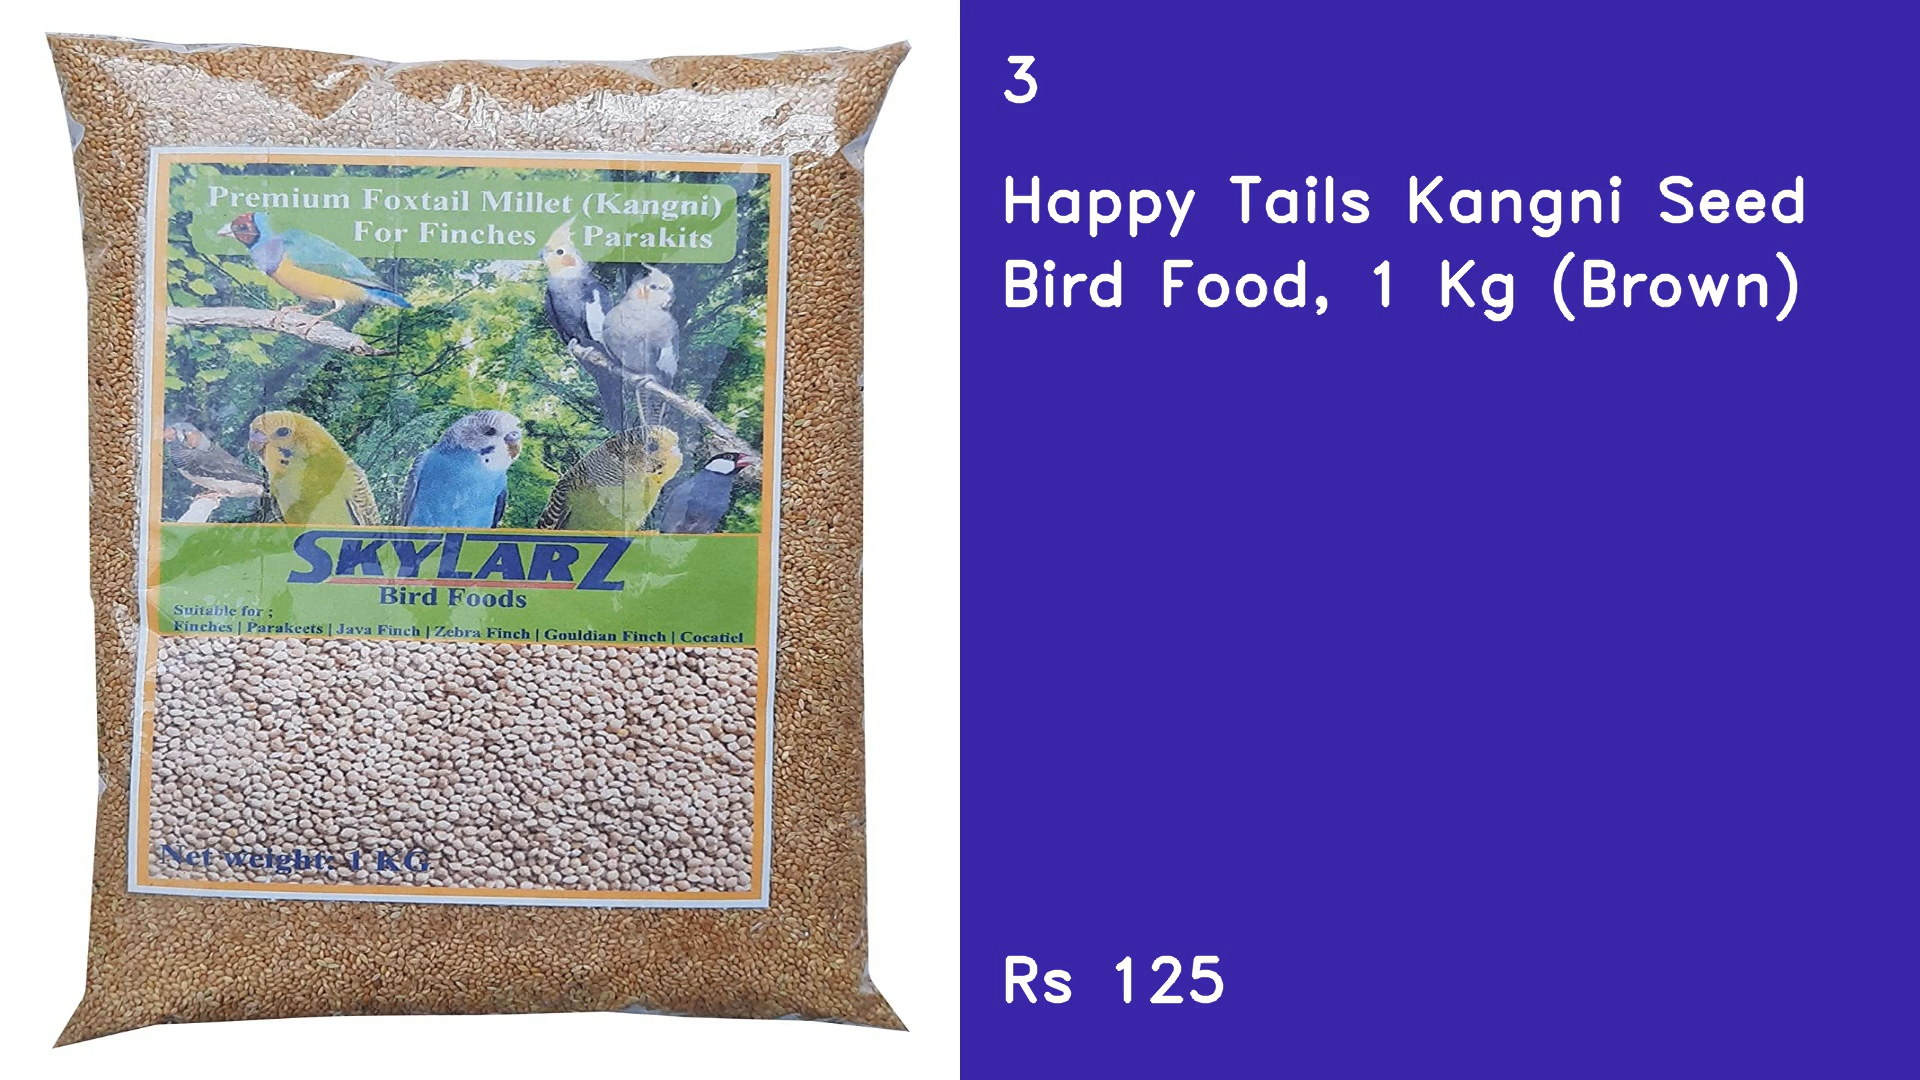 Premium Foxtail Millet (Kangni)
For Finches Parakits
SKYLARZ
Bird Foods
Suitable for ;
Finches | Parakeets | Java Finch | Zebra Finch | Gouldian Finch | Cocatiel
Net weight: 1 KG
3
Happy Tails Kangni Seed
Bird Food, 1 Kg (Brown)
Rs 125